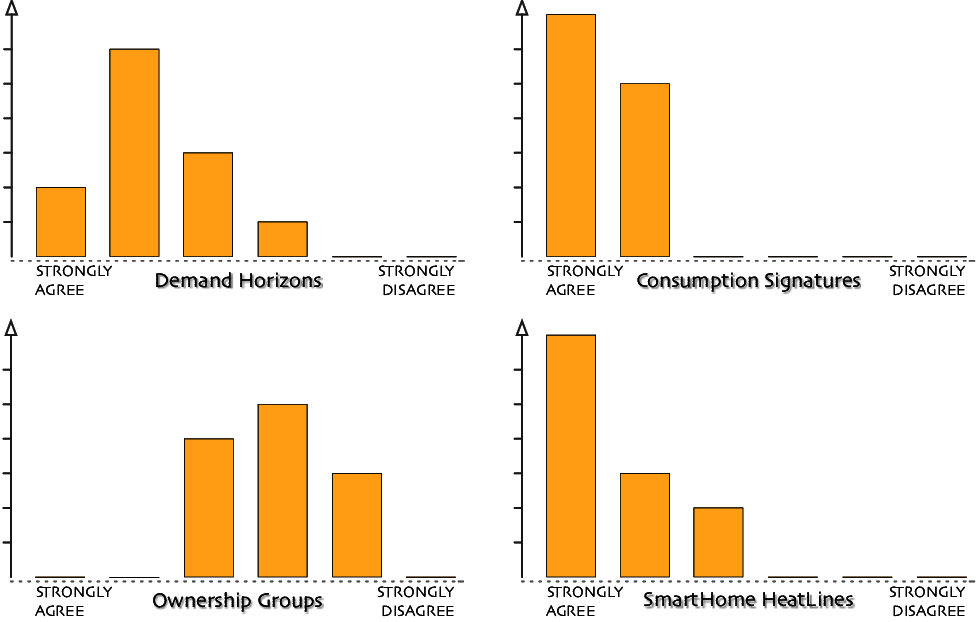 STRONGLY
AGREE
Demand Horizons
STRONGLY
DISAGREE
STRONGLY
AGREE
Consumption Signatures
STRONGLY
DISAGREE
STRONGLY
AGREE
Ownership Groups
STRONGLY
DISAGREE
STRONGLY
AGREE
SmartHome HeatLines
STRONGLY
DISAGREE